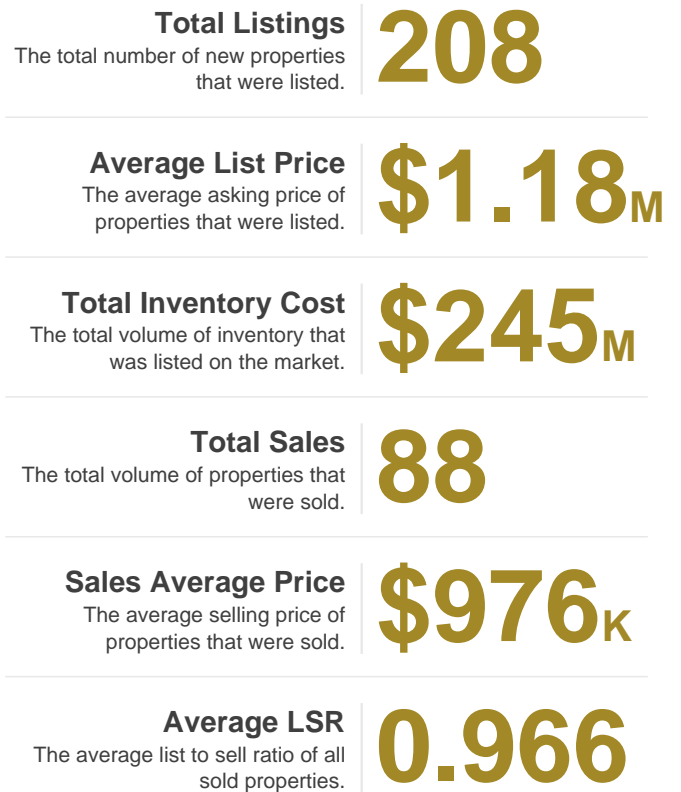 Total Listings
The total number of new properties
that were listed.
208
Average List Price
The average asking price of
properties that were listed.
$1.18M
Total Inventory Cost
The total volume of inventory that
was listed on the market.
$245M
Total Sales
The total volume of properties that
were sold.
88
Sales Average Price
The average selling price of
properties that were sold.
$976K
Average LSR
The average list to sell ratio of all
sold properties.
0.966